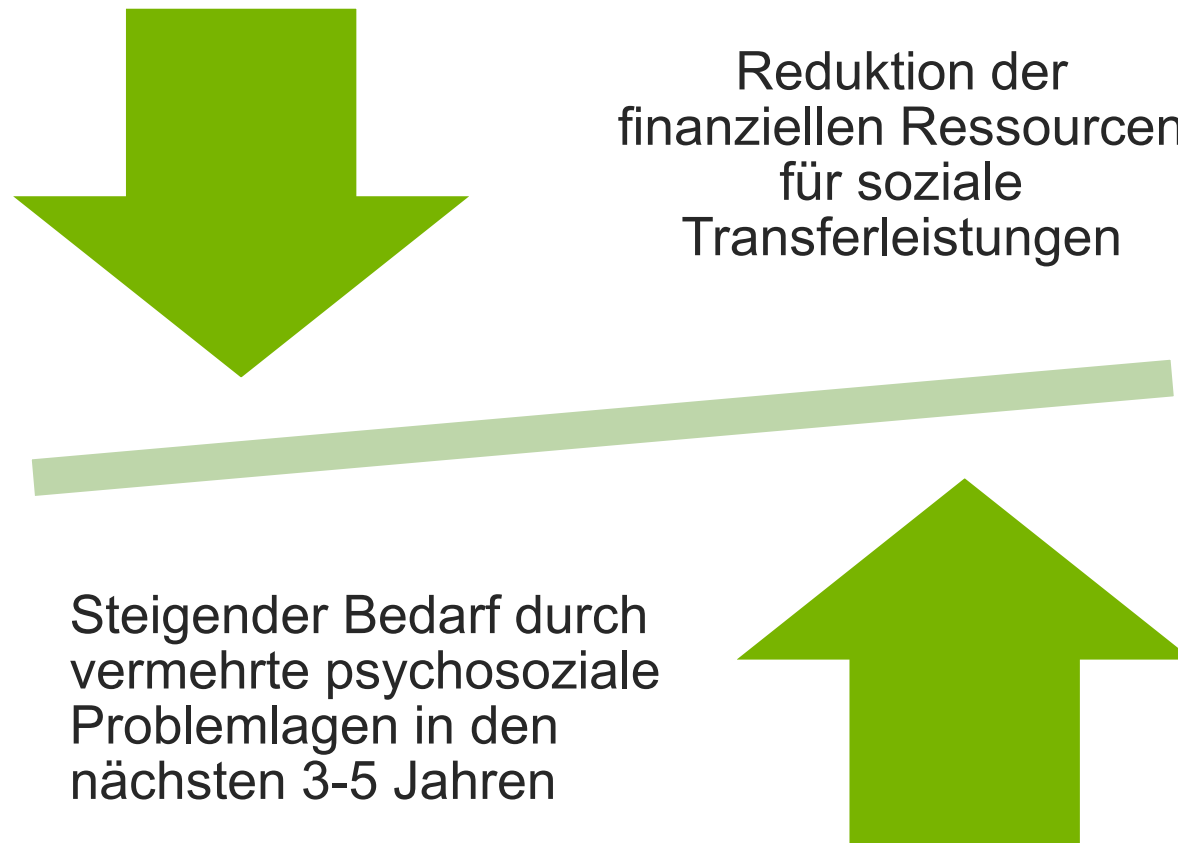 Reduktion der
finanziellen Ressourcen
für soziale
Transferleistungen
Steigender Bedarf durch
vermehrte psychosoziale
Problemlagen in den
nächsten 3-5 Jahren